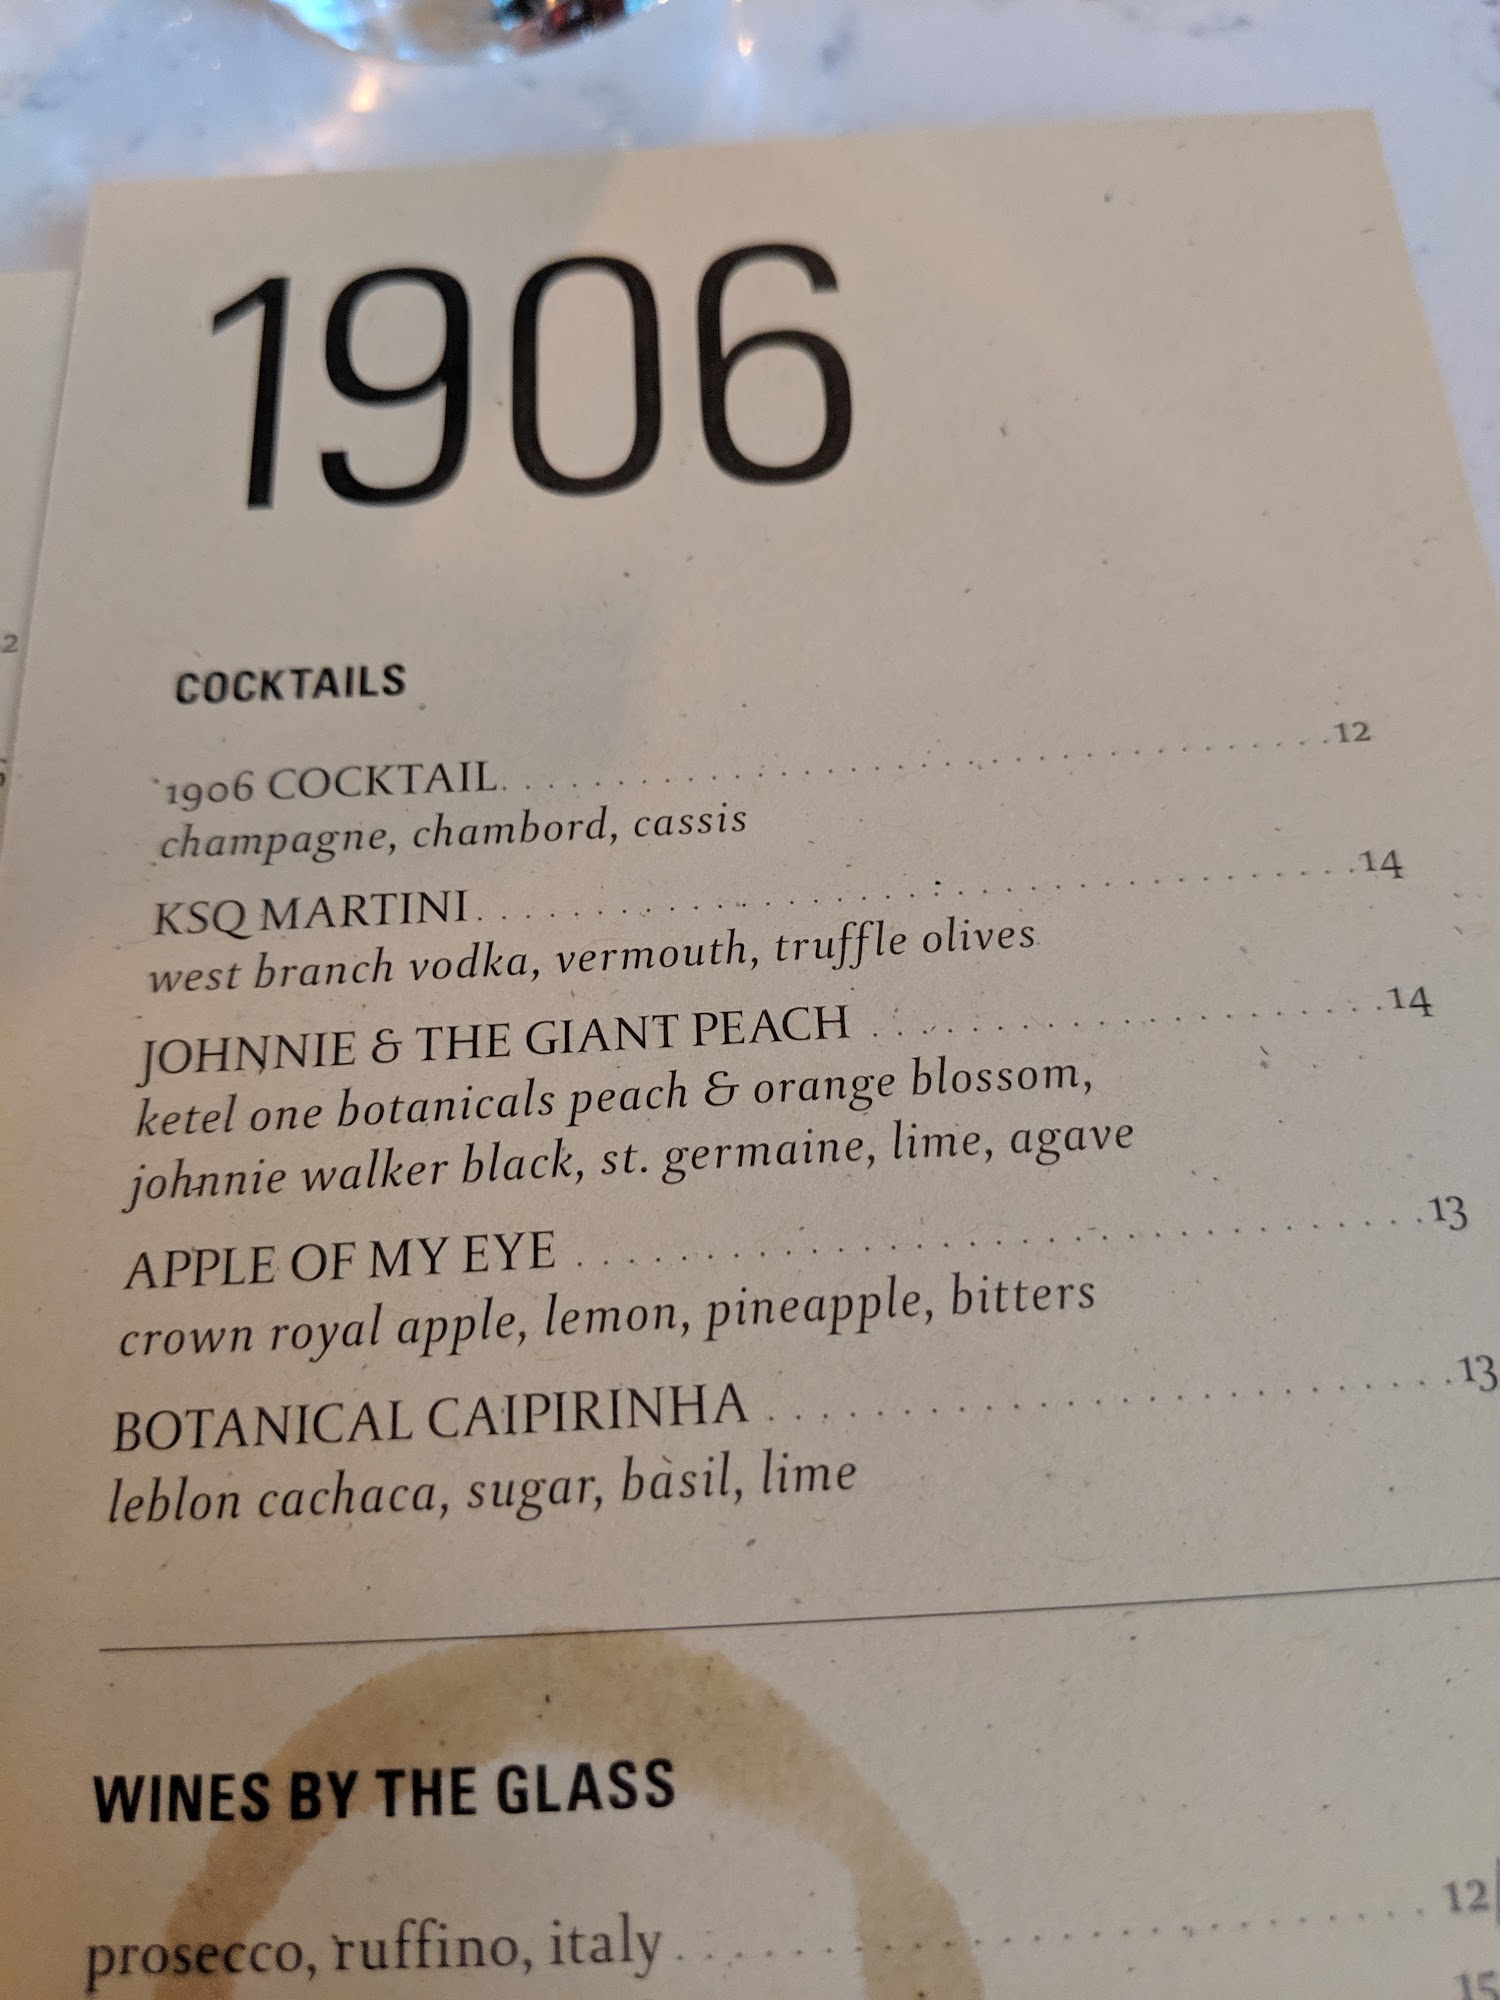 1906
COCKTAILS
1906 COCKTAIL. . . . . . . . . . . . . . . . . . . . . . . . . . . . . . .12
champagne, chambord, cassis
KSQ MARTINI. . . . . . . . . . . . . . . . . . . . . . . . . . . . . . . .14
west branch vodka, vermouth, truffle olives
JOHNNIE & THE GIANT PEACH . . . . . . . . . . . . . . . . . . .14
ketel one botanicals peach & orange blossom,
johnnie walker black, st. germaine, lime, agave
APPLE OF MY EYE . . . . . . . . . . . . . . . . . . . . . . . . . . . . .13
crown royal apple, lemon, pineapple, bitters
BOTANICAL CAIPIRINHA . . . . . . . . . . . . . . . . . . . . . . .13
leblon cachaca, sugar, basil, lime
WINES BY THE GLASS
prosecco, ruffino, italy . . . . . . . . . . . . . . . . . . . . . . . . 12
15